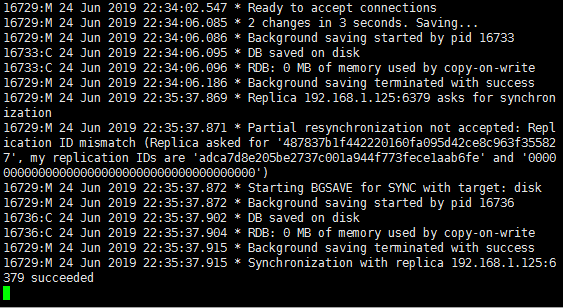 16729:M 24 Jun 2019 22:34:02.547 * Ready to accept connections
16729:M 24 Jun 2019 22:34:06.085 * 2 changes in 3 seconds. Saving...
16729:M 24 Jun 2019 22:34:06.086 * Background saving started by pid 16733
16733:C 24 Jun 2019 22:34:06.095 * DB saved on disk
16733:C 24 Jun 2019 22:34:06.096 * RDB: 0 MB of memory used by copy-on-write
16729:M 24 Jun 2019 22:34:06.186 * Background saving terminated with success
16729:M 24 Jun 2019 22:35:37.869 * Replica 192.168.1.125:6379 asks for synchron
ization
16729:M 24 Jun 2019 22:35:37.871 * Partial resynchronization not accepted: Repl
ication ID mismatch (Replica asked for '487837b1f442220160fa095d42ce8c963f35582
7', my replication IDs are 'adca7d8e205be2737c001a944f773fece1aab6fe' and '0000
000000000000000000000000000000000000')
16729:M 24 Jun 2019 22:35:37.872 * Starting BGSAVE for SYNC with target: disk
16729:M 24 Jun 2019 22:35:37.872 * Background saving started by pid 16736
16736:C 24 Jun 2019 22:35:37.902 * DB saved on disk
16736:C 24 Jun 2019 22:35:37.904 * RDB: 0 MB of memory used by copy-on-write
16729:M 24 Jun 2019 22:35:37.915 * Background saving terminated with success
16729:M 24 Jun 2019 22:35:37.915 * Synchronization with replica 192.168.1.125:6
379 succeeded